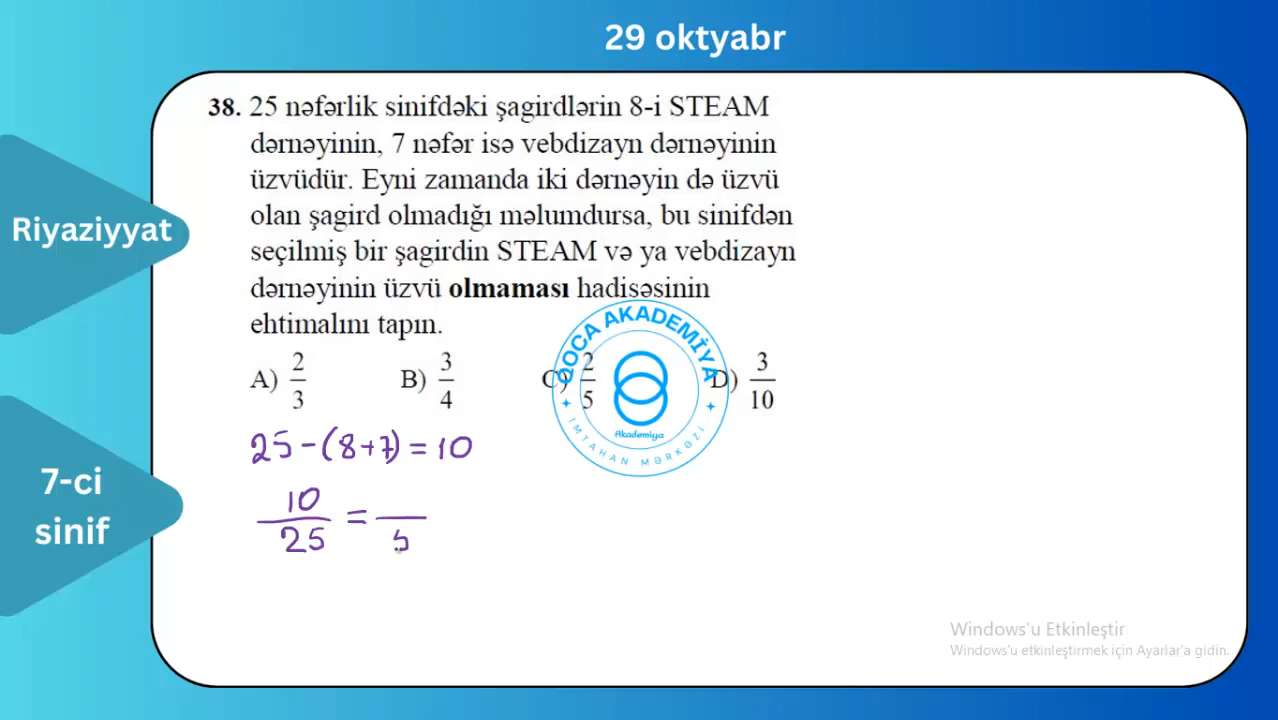 29 oktyabr
Riyaziyyat
7-ci
sinif
38. 25 nəfərlik sinifdəki şagirdlərin 8-i STEAM
dərnəyinin, 7 nəfər isə vebdizayn dərnəyinin
üzvüdür. Eyni zamanda iki dərnəyin də üzvü
olan şagird olmadığı məlumdursa, bu sinifdən
seçilmiş bir şagirdin STEAM və ya vebdizayn
dərnəyinin üzvü olmaması hadisəsinin
ehtimalını tapın.
A) 2/3 B) 3/4 C) 2/5 D) 3/10
QOCA AKADEMİYA
Akademiya
İMTAHAN MƏRKƏZİ
25 - (8+7) = 10
10/25 = /5
Windows'u Etkinleştir
Windows'u etkinleştirmek için Ayarlar'a gidin.